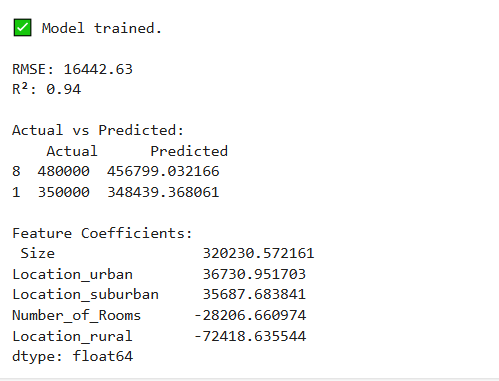 ✅ Model trained.
RMSE: 16442.63
R²: 0.94
Actual vs Predicted:
Actual Predicted
8 480000 456799.032166
1 350000 348439.368061
Feature Coefficients:
Size 320230.572161
Location_urban 36730.951703
Location_suburban 35687.683841
Number_of_Rooms -28206.660974
Location_rural -72418.635544
dtype: float64